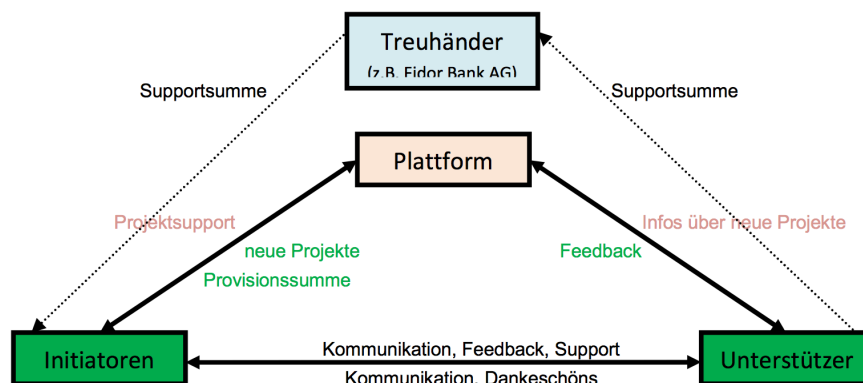 Treuhänder
(z.B. Fidor Bank AG)
Supportsumme
Supportsumme
Plattform
Projektsupport
Infos über neue Projekte
neue Projekte
Feedback
Provisionssumme
Initiatoren
Kommunikation, Feedback, Support
Unterstützer
Kommunikation, Dankeschöns